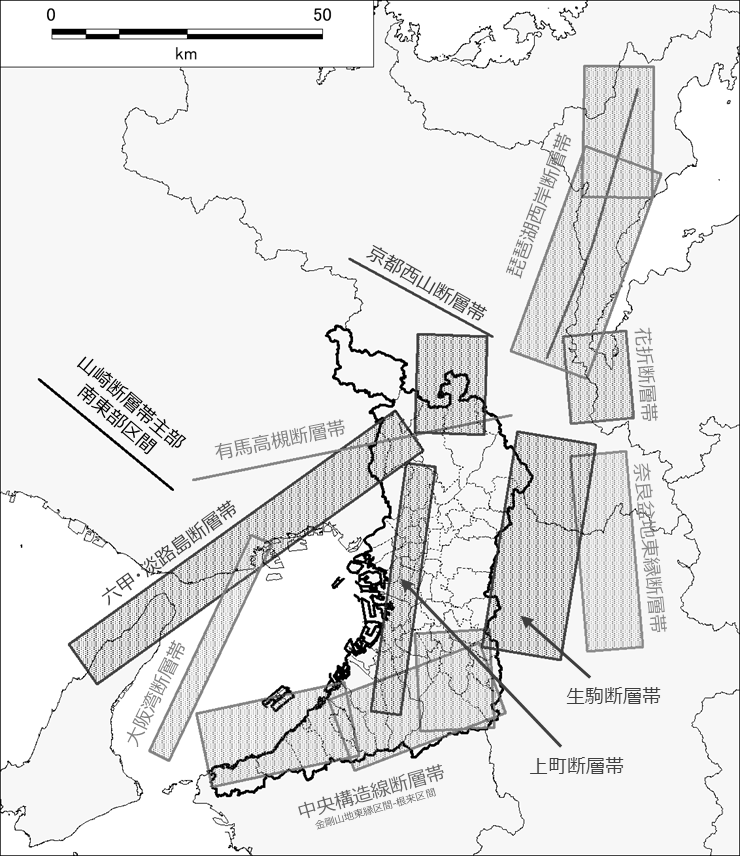 0
50
km
琵琶湖西岸断層帯
京都西山断層帯
花折断層帯
山崎断層帯主部
南東部区間
有馬高槻断層帯
奈良盆地東縁断層帯
六甲・淡路島断層帯
大阪湾断層帯
生駒断層帯
上町断層帯
中央構造線断層帯
金剛山地東縁区間-根来区間